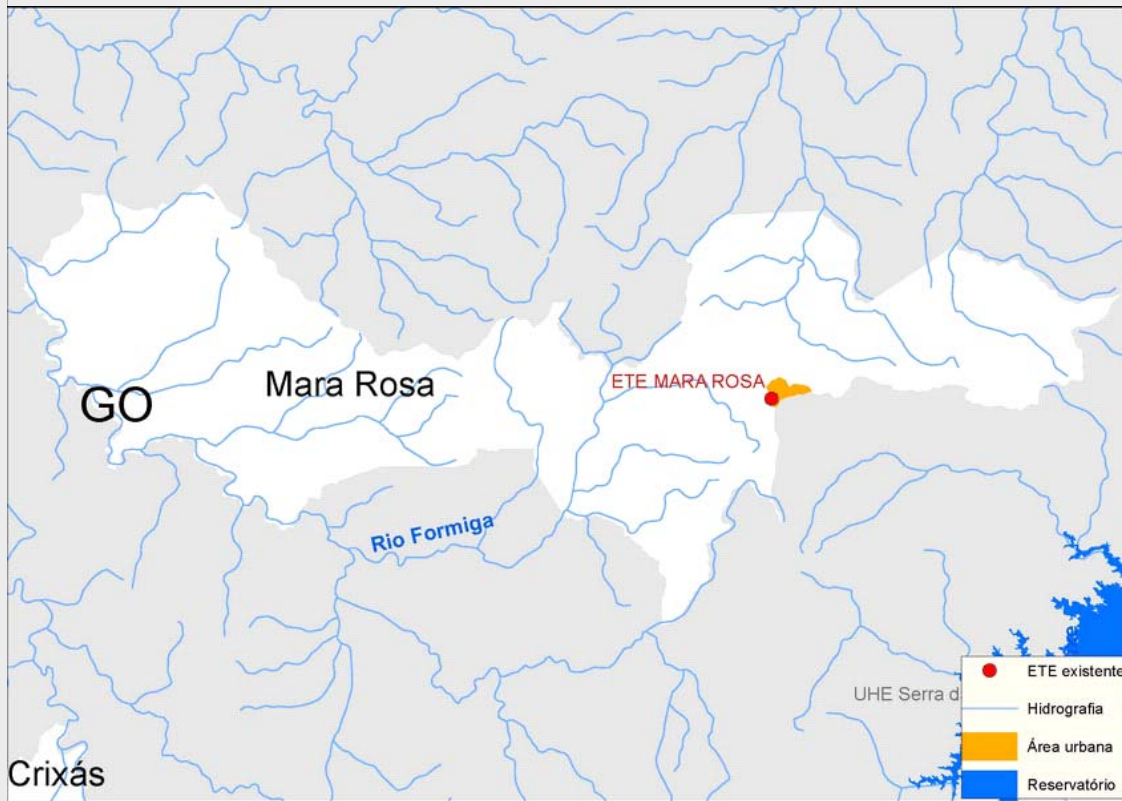 ETE MARA ROSA
Mara Rosa
GO
Rio Formiga
UHE Serra d
Crixás
ETE existente
Hidrografia
Área urbana
Reservatório